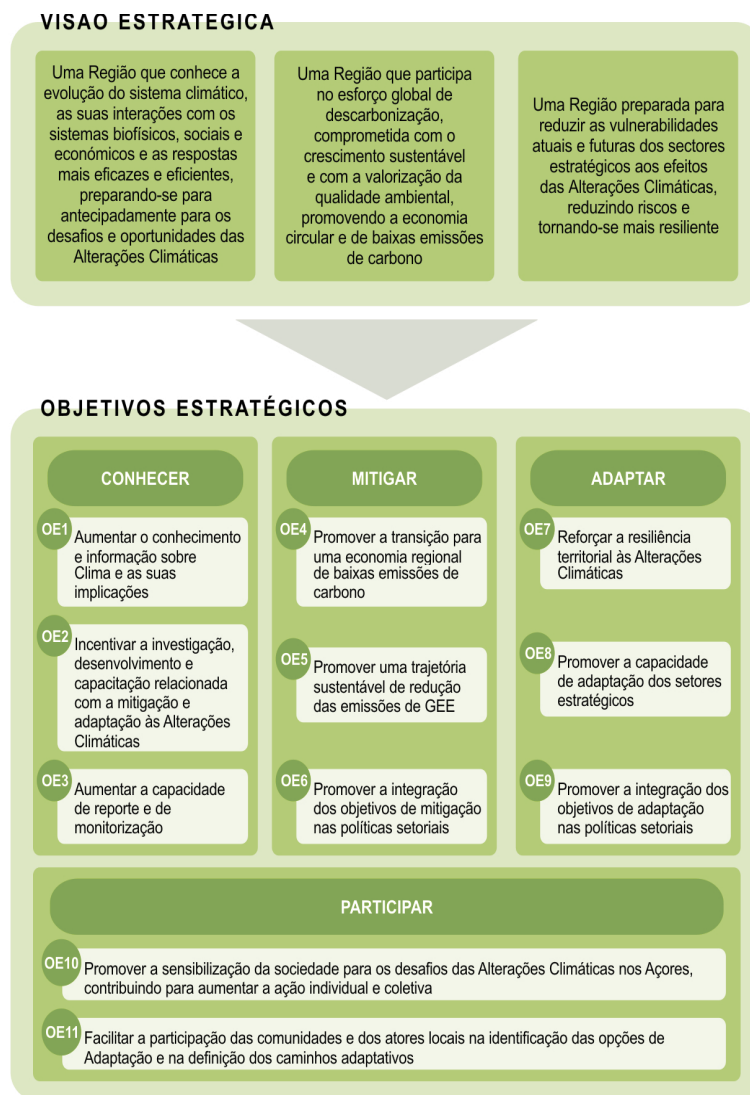 VISÃO ESTRATÉGICA
Uma Região que conhece a
evolução do sistema climático,
as suas interações com os
sistemas biofísicos, sociais e
económicos e as respostas
mais eficazes e eficientes,
preparando-se para
antecipadamente para os
desafios e oportunidades das
Alterações Climáticas
Uma Região que participa
no esforço global de
descarbonização,
comprometida com o
crescimento sustentável
e com a valorização da
qualidade ambiental,
promovendo a economia
circular e de baixas emissões
de carbono
Uma Região preparada para
reduzir as vulnerabilidades
atuais e futuras dos sectores
estratégicos aos efeitos
das Alterações Climáticas,
reduzindo riscos e
tornando-se mais resiliente
OBJETIVOS ESTRATÉGICOS
CONHECER
OE1
Aumentar o conhecimento
e informação sobre
Clima e as suas
implicações
OE2
Incentivar a investigação,
desenvolvimento e
capacitação relacionada
com a mitigação e
adaptação às Alterações
Climáticas
OE3
Aumentar a capacidade
de reporte e de
monitorização
MITIGAR
OE4
Promover a transição para
uma economia regional
de baixas emissões de
carbono
OE5
Promover uma trajetória
sustentável de redução
das emissões de GEE
OE6
Promover a integração
dos objetivos de mitigação
nas políticas setoriais
ADAPTAR
OE7
Reforçar a resiliência
territorial às Alterações
Climáticas
OE8
Promover a capacidade
de adaptação dos setores
estratégicos
OE9
Promover a integração dos
objetivos de adaptação
nas políticas setoriais
PARTICIPAR
OE10
Promover a sensibilização da sociedade para os desafios das Alterações Climáticas nos Açores,
contribuindo para aumentar a ação individual e coletiva
OE11
Facilitar a participação das comunidades e dos atores locais na identificação das opções de
Adaptação e na definição dos caminhos adaptativos